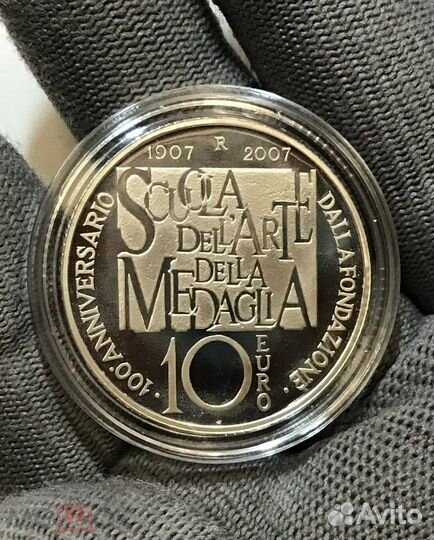 1907 R 2007
SCUOLA
DELL'ARTE
DELLA
MEDAGLIA
10 EURO
· 100° ANNIVERSARIO
DALLA FONDAZIONE ·
Avito